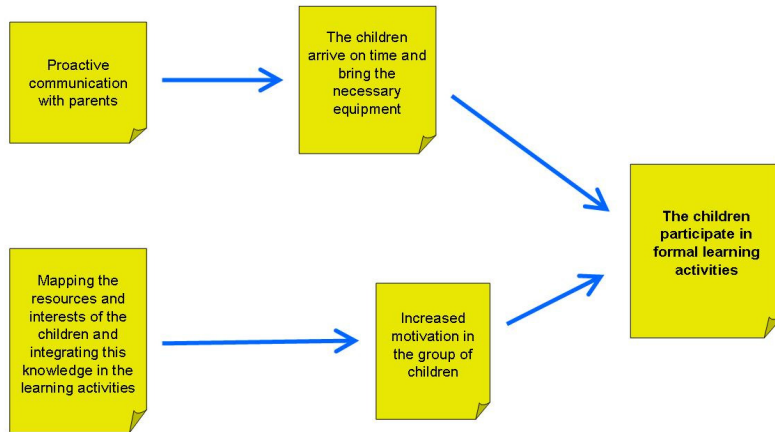 Proactive
communication
with parents
The children
arrive on time and
bring the
necessary
equipment
The children
participate in
formal learning
activities
Mapping the
resources and
interests of the
children and
integrating this
knowledge in the
learning activities
Increased
motivation in
the group of
children